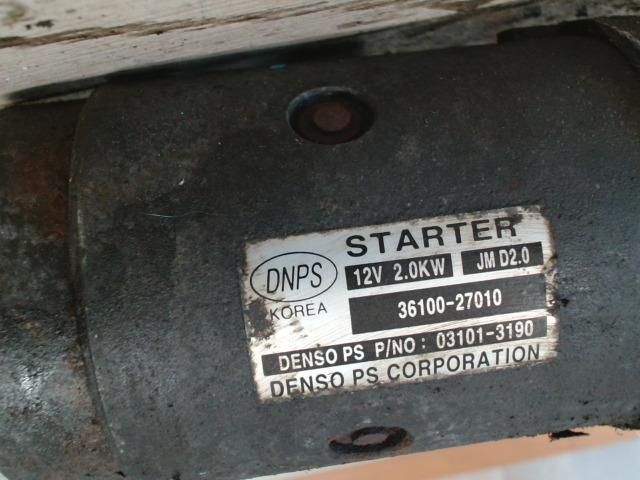 STARTER
DNPS 12V 2.0KW JM D2.0
KOREA 36100-27010
DENSO PS P/NO : 03101-3190
DENSO PS CORPORATION